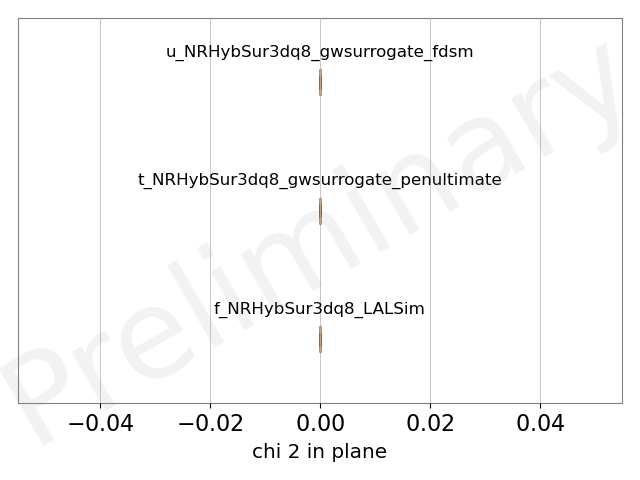 u_NRHybSur3dq8_gwsurrogate_fdsm
t_NRHybSur3dq8_gwsurrogate_penultimate
f_NRHybSur3dq8_LALSim
Preliminary
−0.04 −0.02 0.00 0.02 0.04
chi 2 in plane